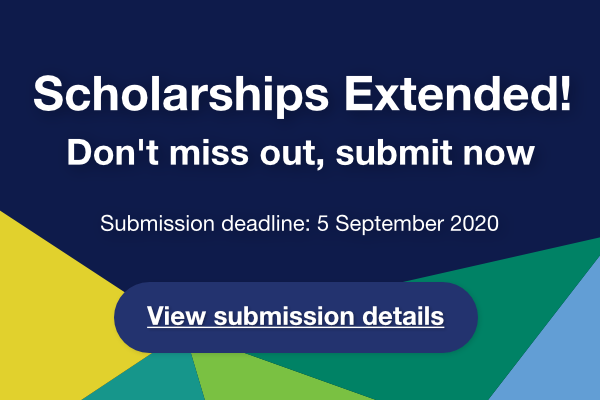 Scholarships Extended!
Don't miss out, submit now
Submission deadline: 5 September 2020
View submission details